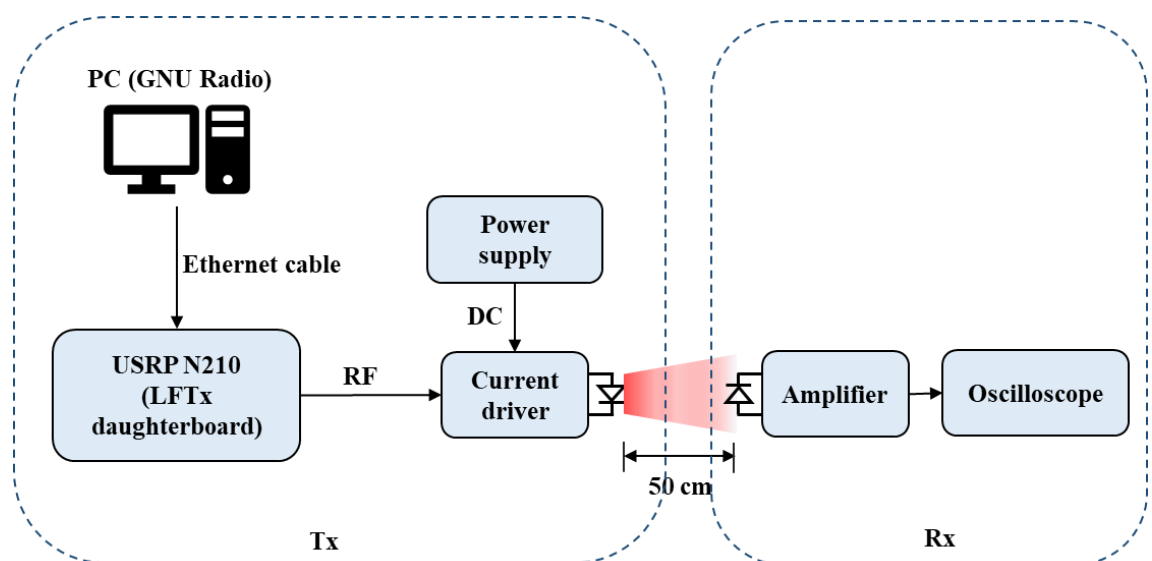 PC (GNU Radio)
Ethernet cable
USRP N210
(LFTx
daughterboard)
RF
Power
supply
DC
Current
driver
50 cm
Tx
Amplifier
Oscilloscope
Rx